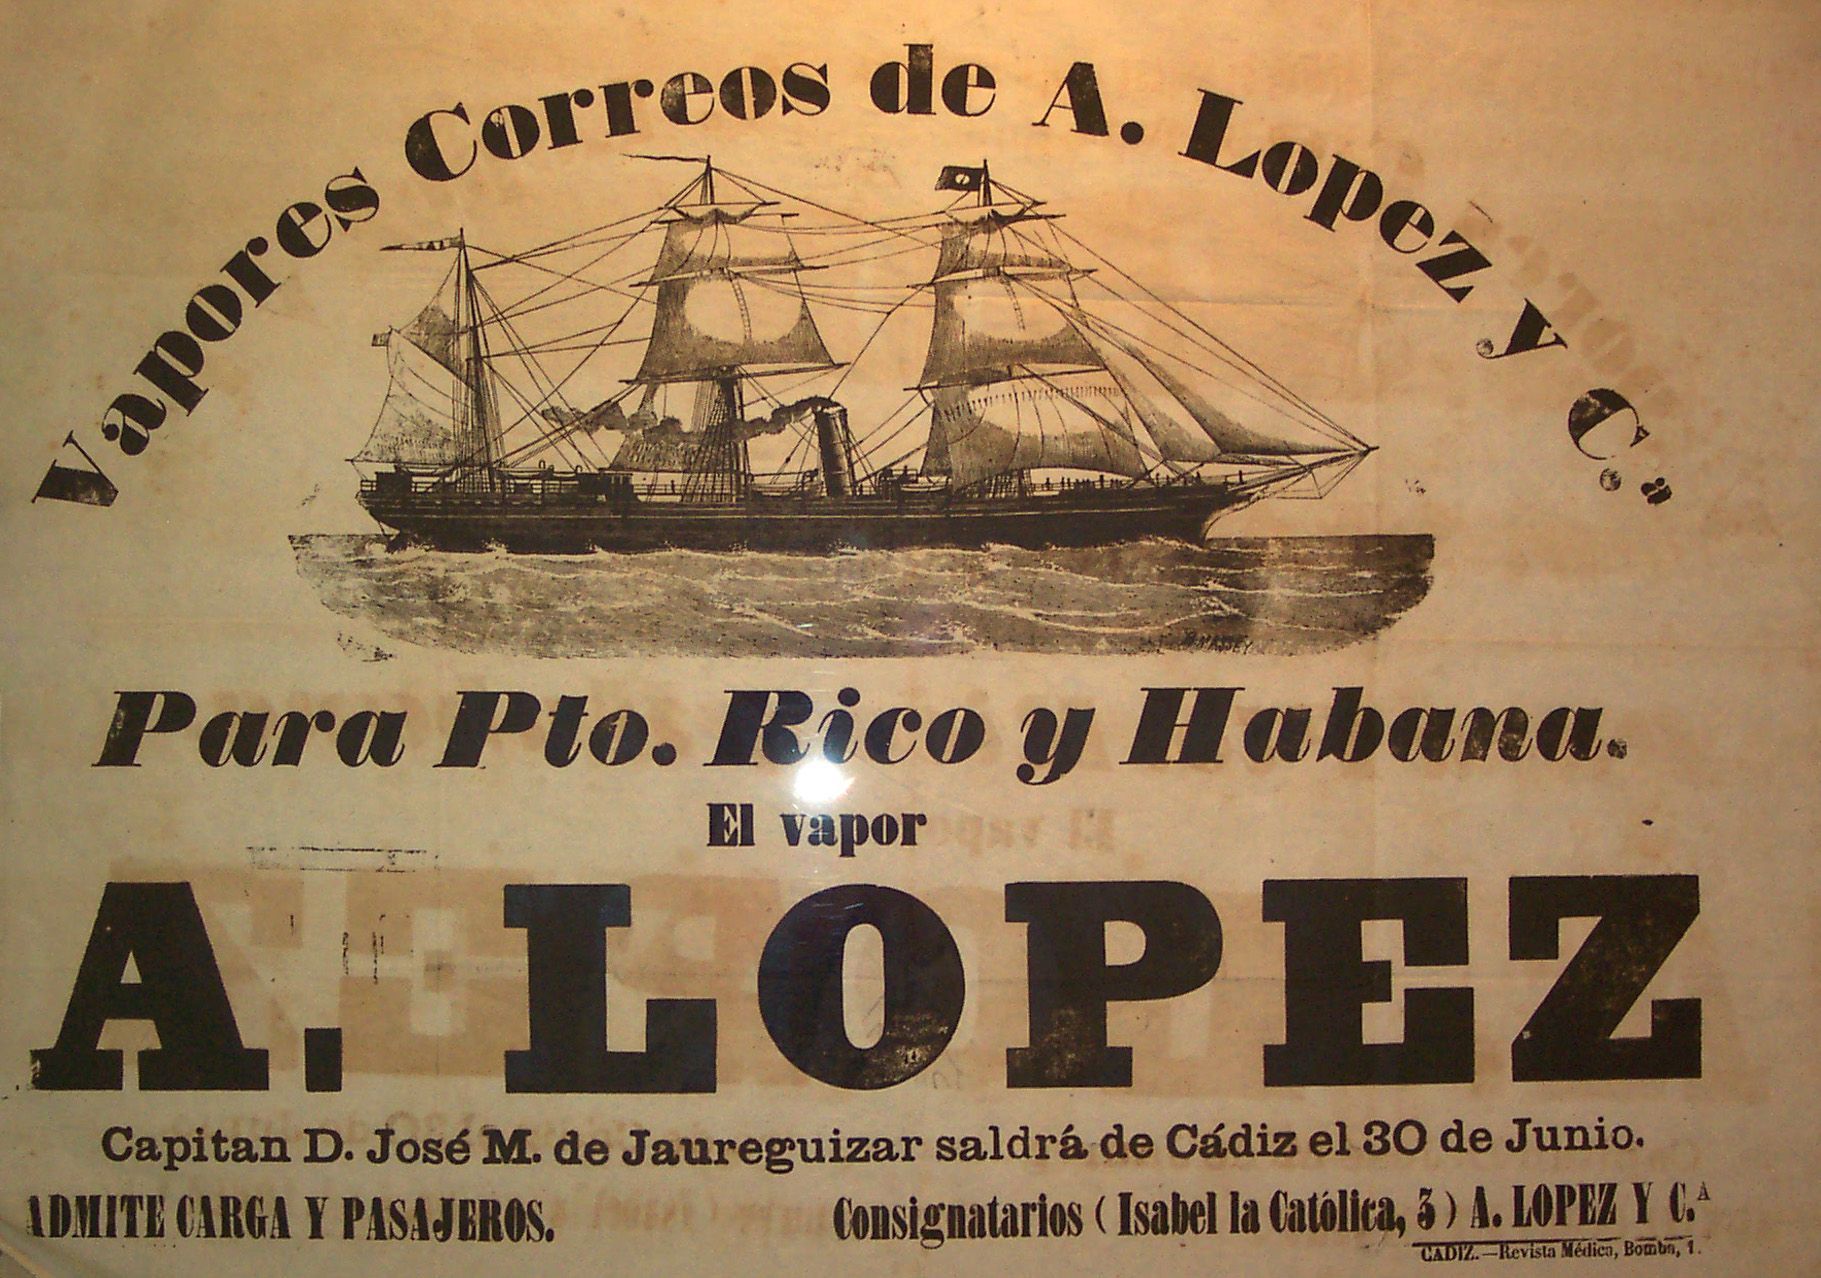 Vapores Correos de A. Lopez y C.ª
Para Pto. Rico y Habana.
El vapor
A. LOPEZ
Capitan D. José M. de Jaureguizar saldrá de Cádiz el 30 de Junio.
ADMITE CARGA Y PASAJEROS.
Consignatarios ( Isabel la Católica, 3 ) A. LOPEZ Y C.ᴬ
CADIZ.—Revista Médica, Bomba, 1.